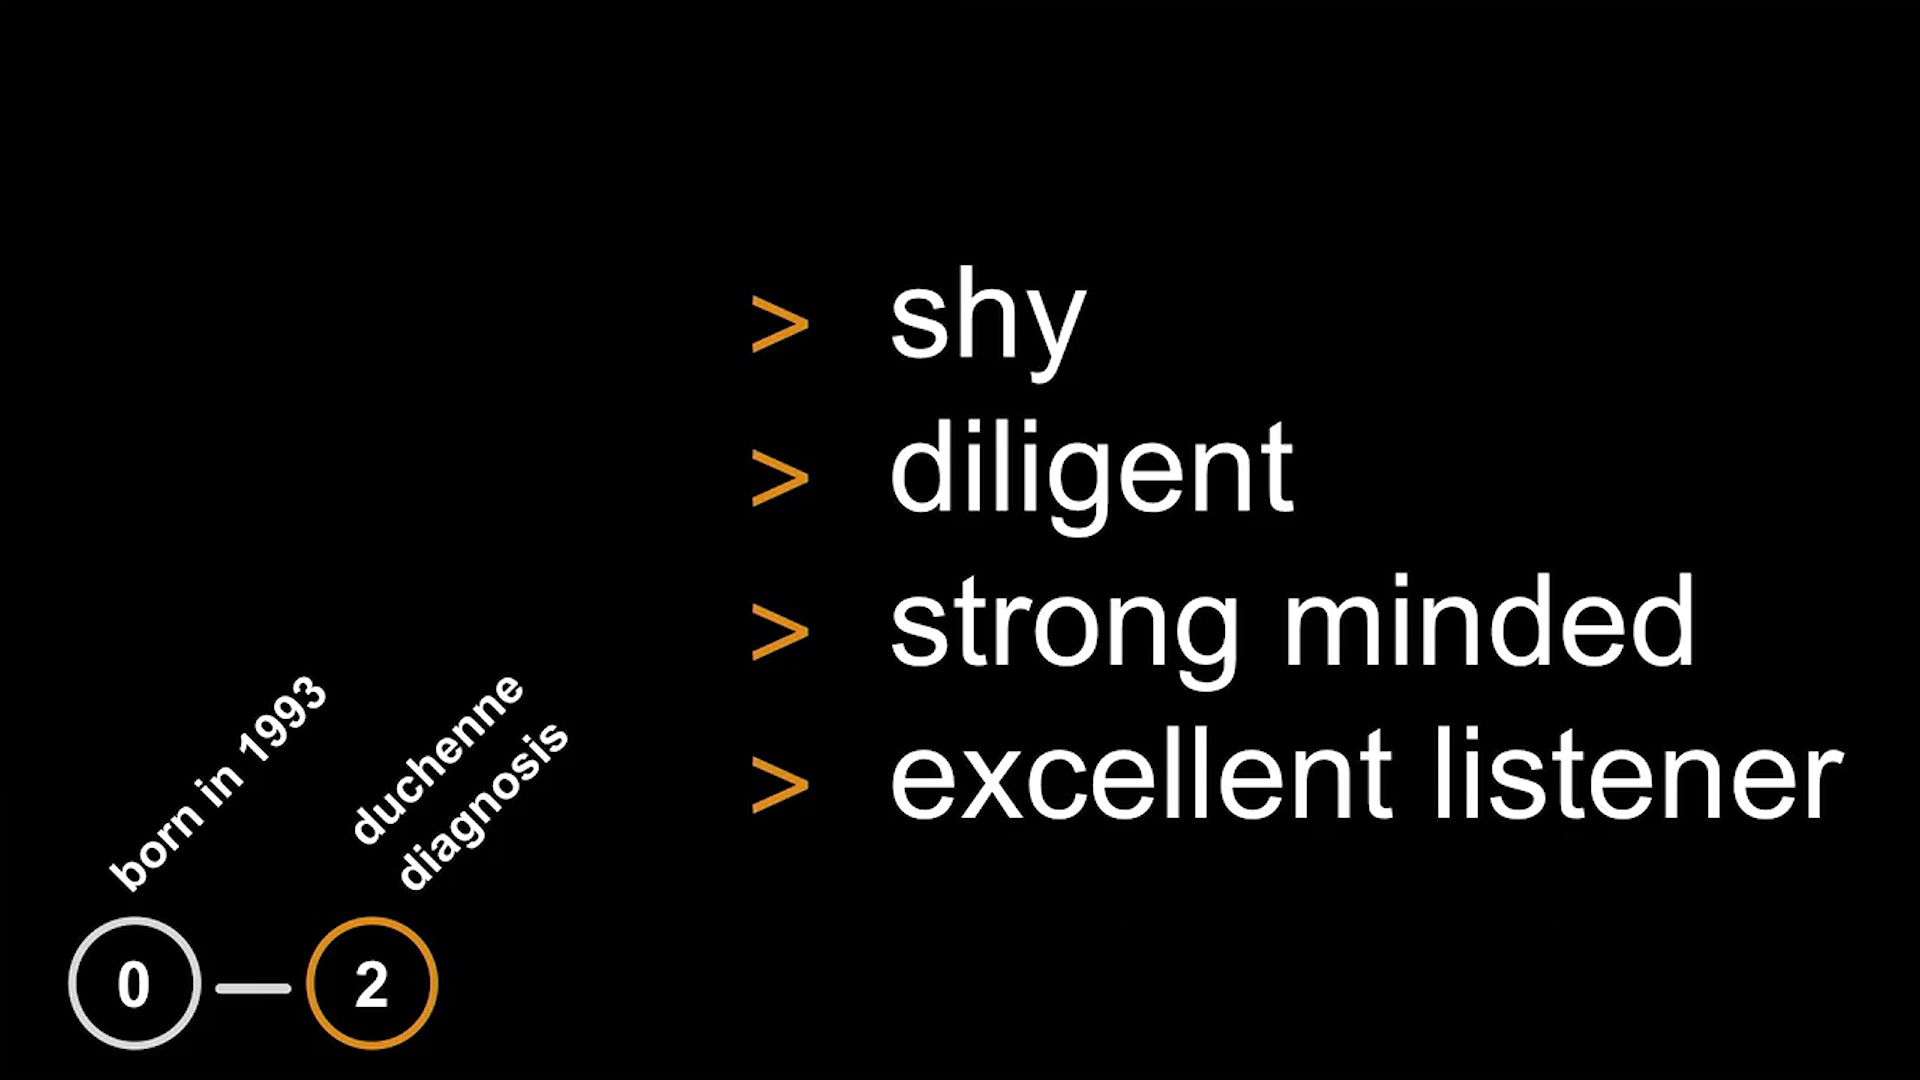 > shy
> diligent
> strong minded
> excellent listener
born in 1993
duchenne
diagnosis
0
2